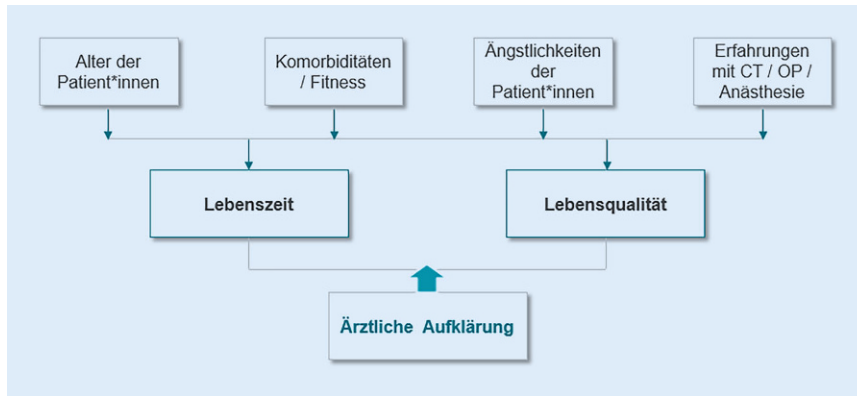 Alter der
Patient*innen
Komorbiditäten
/ Fitness
Ängstlichkeiten
der
Patient*innen
Erfahrungen
mit CT / OP /
Anästhesie
Lebenszeit
Lebensqualität
Ärztliche Aufklärung